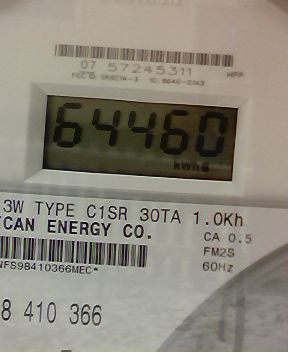 07 57245311 HPP
64460
kWh
3W TYPE C1SR 30TA 1.0Kh
CAN ENERGY CO.
CA 0.5
FM2S
NFS98410366MEC*
60Hz
8 410 366